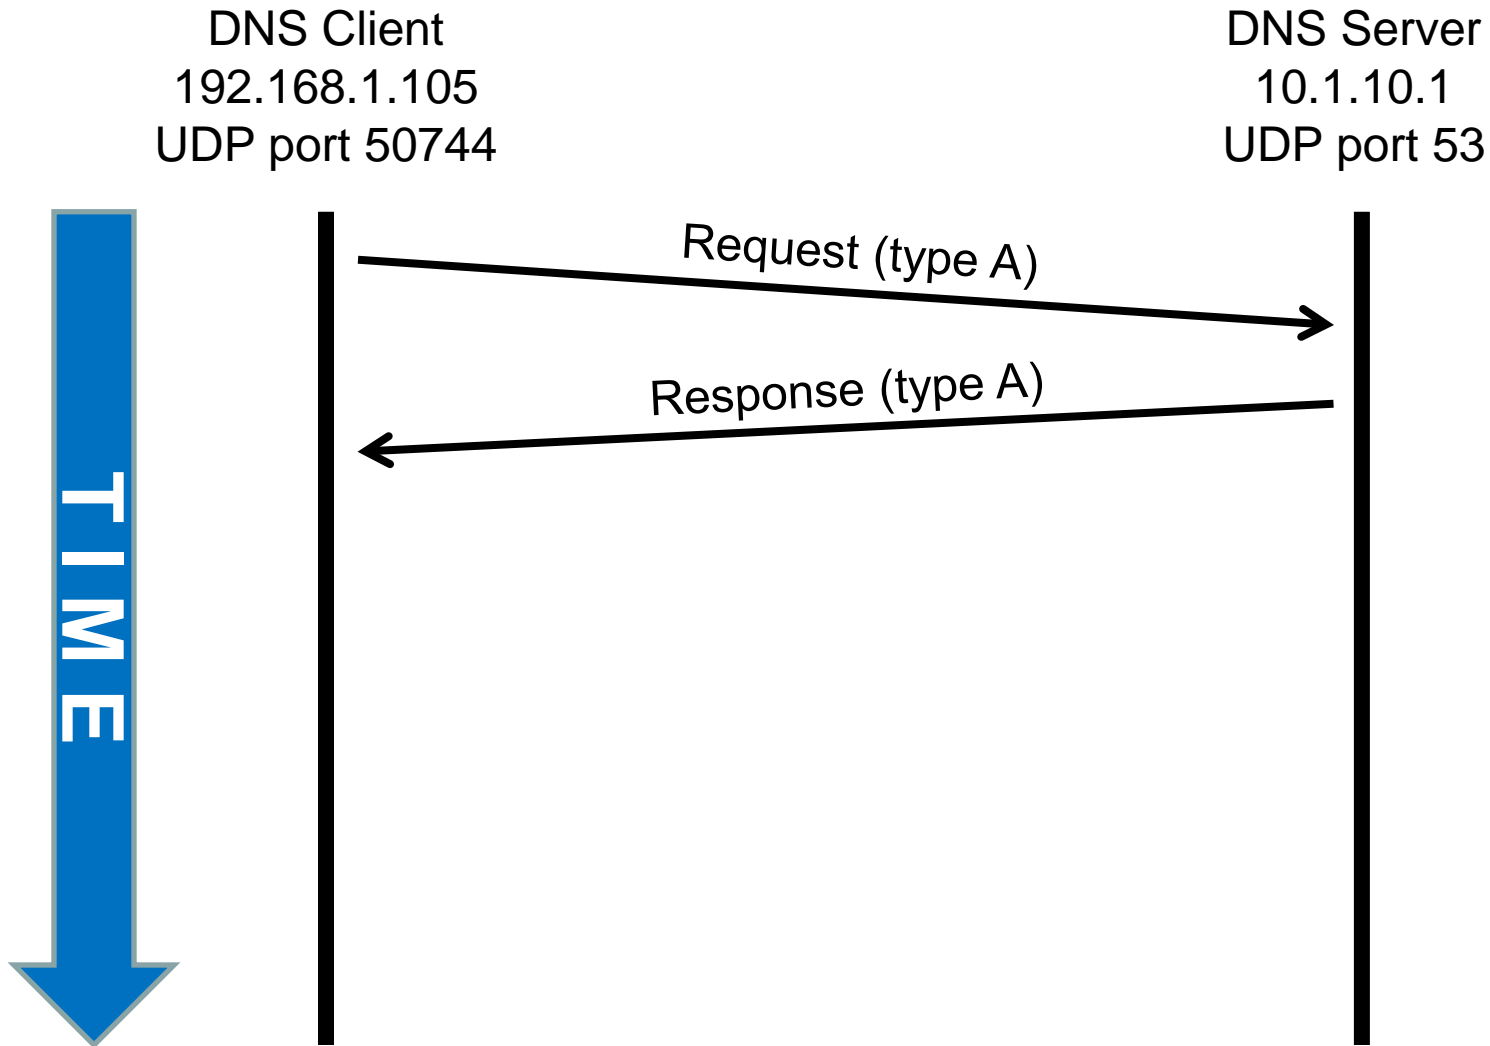 DNS Client
192.168.1.105
UDP port 50744
DNS Server
10.1.10.1
UDP port 53
Request (type A)
Response (type A)
TIME